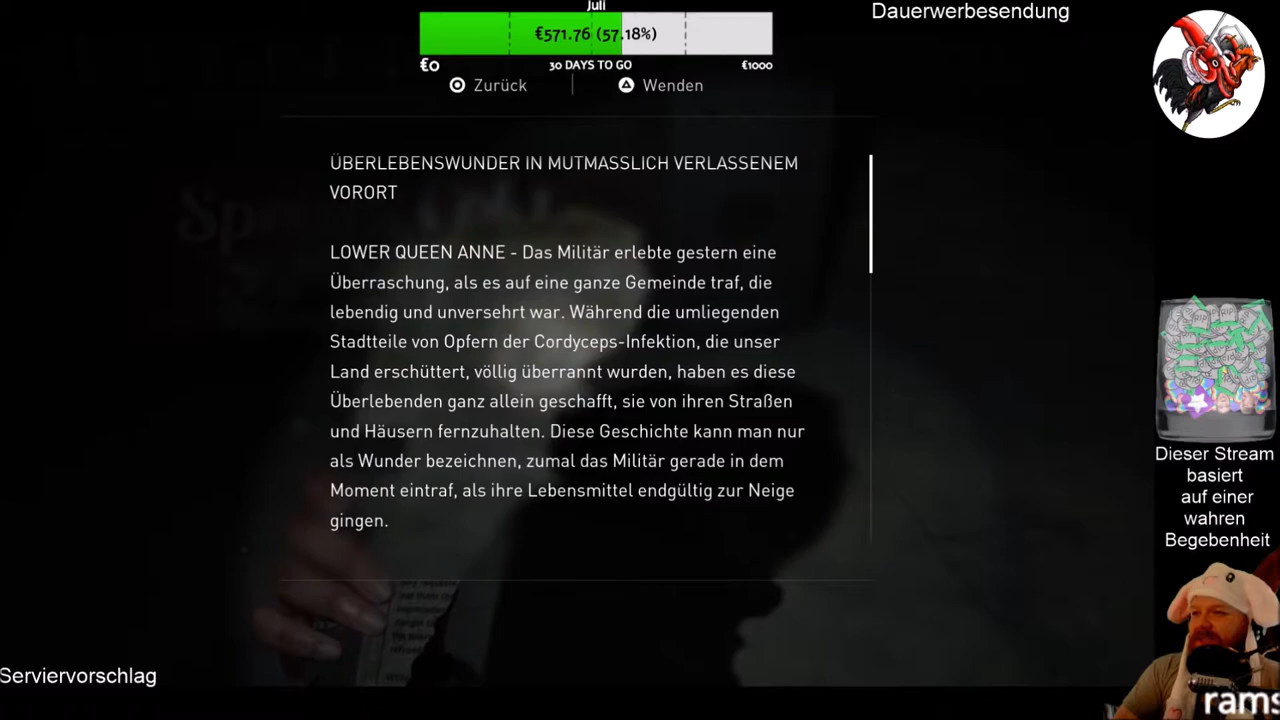 Juli
Dauerwerbesendung
€571.76 (57.18%)
€0
30 DAYS TO GO
€1000
Zurück
Wenden
ÜBERLEBENSWUNDER IN MUTMASSLICH VERLASSENEM
VORORT
LOWER QUEEN ANNE - Das Militär erlebte gestern eine
Überraschung, als es auf eine ganze Gemeinde traf, die
lebendig und unversehrt war. Während die umliegenden
Stadtteile von Opfern der Cordyceps-Infektion, die unser
Land erschüttert, völlig überrannt wurden, haben es diese
Überlebenden ganz allein geschafft, sie von ihren Straßen
und Häusern fernzuhalten. Diese Geschichte kann man nur
als Wunder bezeichnen, zumal das Militär gerade in dem
Moment eintraf, als ihre Lebensmittel endgültig zur Neige
gingen.
Dieser Stream
basiert
auf einer
wahren
Begebenheit
Serviervorschlag
rams